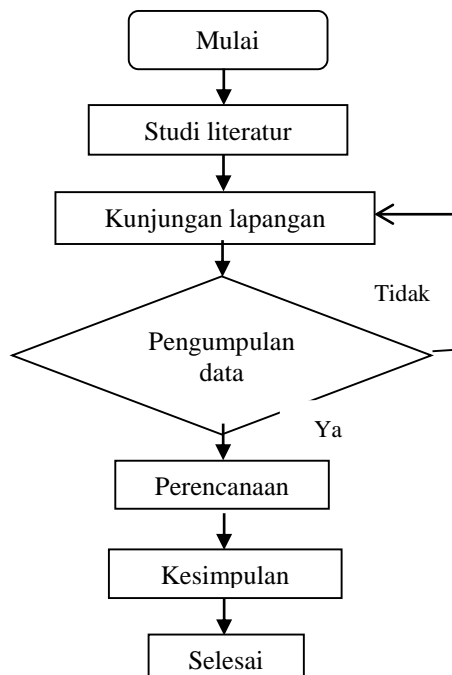 Mulai
Studi literatur
Kunjungan lapangan
Tidak
Pengumpulan
data
Ya
Perencanaan
Kesimpulan
Selesai